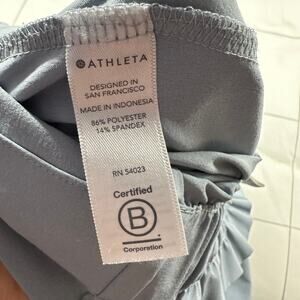 ATHLETA
DESIGNED IN
SAN FRANCISCO
MADE IN INDONESIA
86% POLYESTER
14% SPANDEX
RN 54023
Certified
B
Corporation